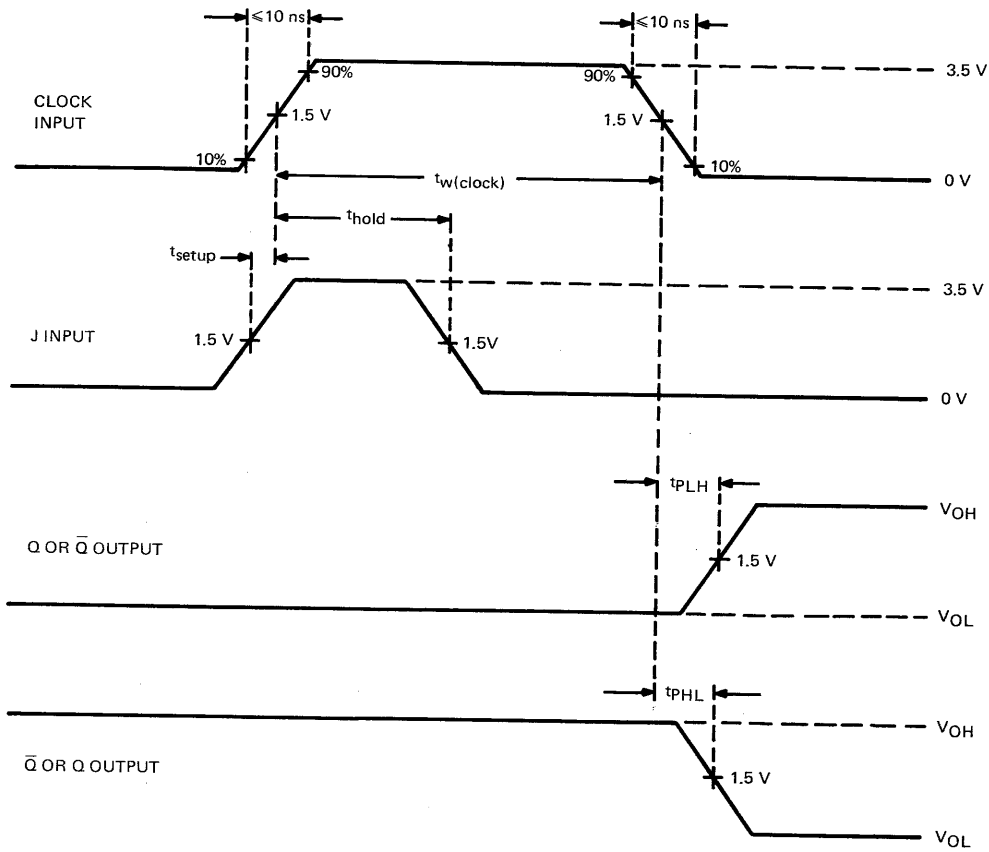 ≤10 ns
≤10 ns
90%
90%
3.5 V
CLOCK
INPUT
1.5 V
1.5 V
10%
10%
tw(clock)
0 V
thold
tsetup
3.5 V
J INPUT
1.5 V
1.5V
0 V
tPLH
VOH
Q OR Q̅ OUTPUT
1.5 V
VOL
tPHL
VOH
Q̅ OR Q OUTPUT
1.5 V
VOL